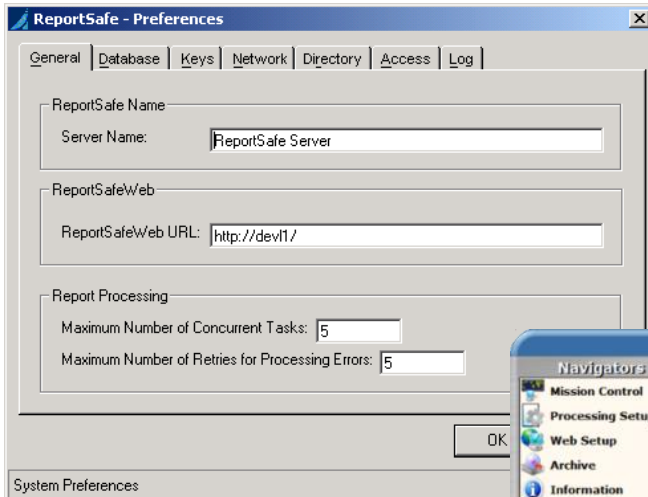 ReportSafe - Preferences
General Database Keys Network Directory Access Log
ReportSafe Name
Server Name: ReportSafe Server
ReportSafeWeb
ReportSafeWeb URL: http://devl1/
Report Processing
Maximum Number of Concurrent Tasks: 5
Maximum Number of Retries for Processing Errors: 5
Navigators
Mission Control
Processing Setu
OK
Web Setup
Archive
System Preferences
Information